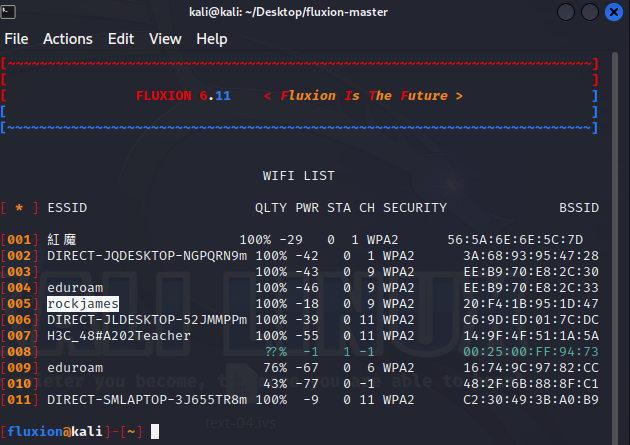 kali@kali: ~/Desktop/fluxion-master
File Actions Edit View Help
[~~~~~~~~~~~~~~~~~~~~~~~~~~~~~~~~~~~~~~~~~~~~~~~~~~~~~~~~~~~~~~~~~~~~~~~~~]
[ ]
[ FLUXION 6.11 < Fluxion Is The Future > ]
[ ]
[~~~~~~~~~~~~~~~~~~~~~~~~~~~~~~~~~~~~~~~~~~~~~~~~~~~~~~~~~~~~~~~~~~~~~~~~~]
WIFI LIST
[ * ] ESSID QLTY PWR STA CH SECURITY BSSID
[001] 紅魔 100% -29 0 1 WPA2 56:5A:6E:6E:5C:7D
[002] DIRECT-JQDESKTOP-NGPQRN9m 100% -42 0 1 WPA2 3A:68:93:95:47:28
[003] 100% -43 0 9 WPA2 EE:B9:70:E8:2C:30
[004] eduroam 100% -46 0 9 WPA2 EE:B9:70:E8:2C:33
[005] rockjames 100% -18 0 9 WPA2 20:F4:1B:95:1D:47
[006] DIRECT-JLDESKTOP-52JMMPPm 100% -39 0 11 WPA2 C6:9D:ED:01:7C:DC
[007] H3C_48#A202Teacher 100% -55 0 11 WPA2 14:9F:4F:51:1A:5A
[008] ??% -1 1 -1 00:25:00:FF:94:73
[009] eduroam 76% -67 0 6 WPA2 16:74:9C:97:82:CC
[010] 43% -77 0 -1 48:2F:6B:88:8F:C1
[011] DIRECT-SMLAPTOP-3J655TR8m 100% -9 0 11 WPA2 C2:30:49:3B:A0:B9
[fluxion@kali]-[~]
text-04.ivs